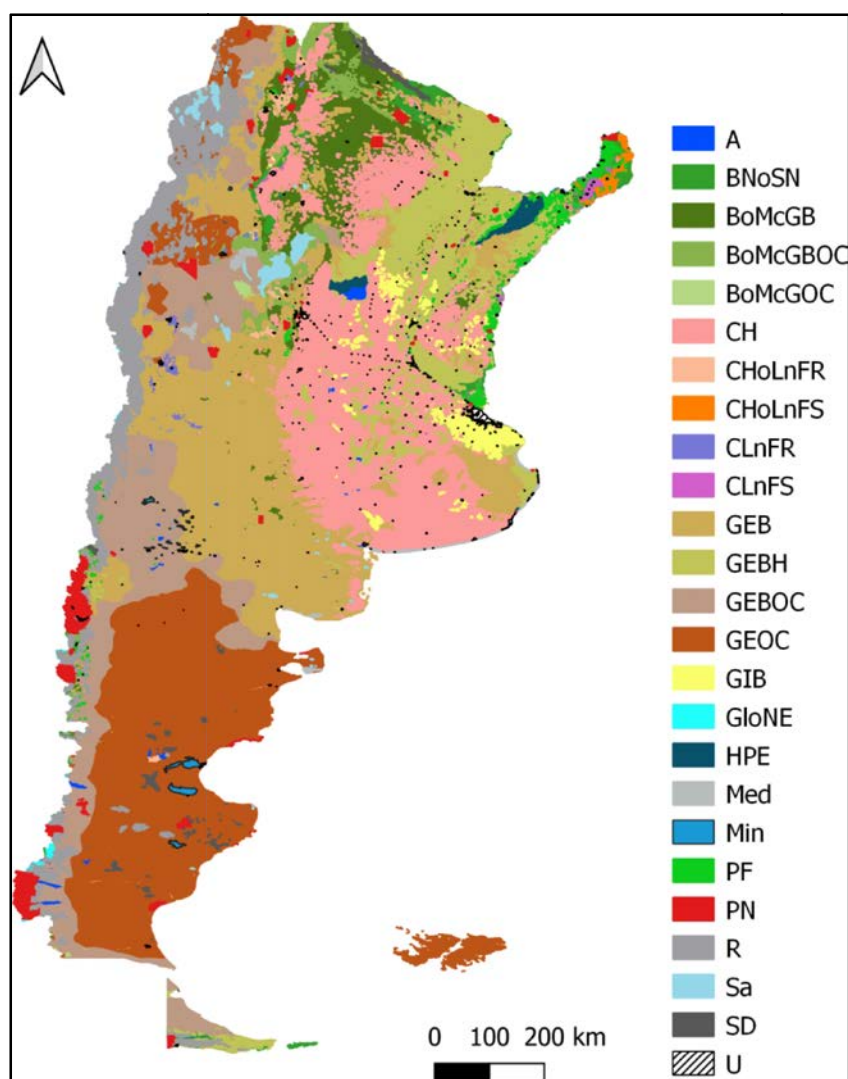 A
BNoSN
BoMcGB
BoMcGBOC
BoMcGOC
CH
CHoLnFR
CHoLnFS
CLnFR
CLnFS
GEB
GEBH
GEBOC
GEOC
GIB
GloNE
HPE
Med
Min
PF
PN
R
Sa
SD
U
0 100 200 km